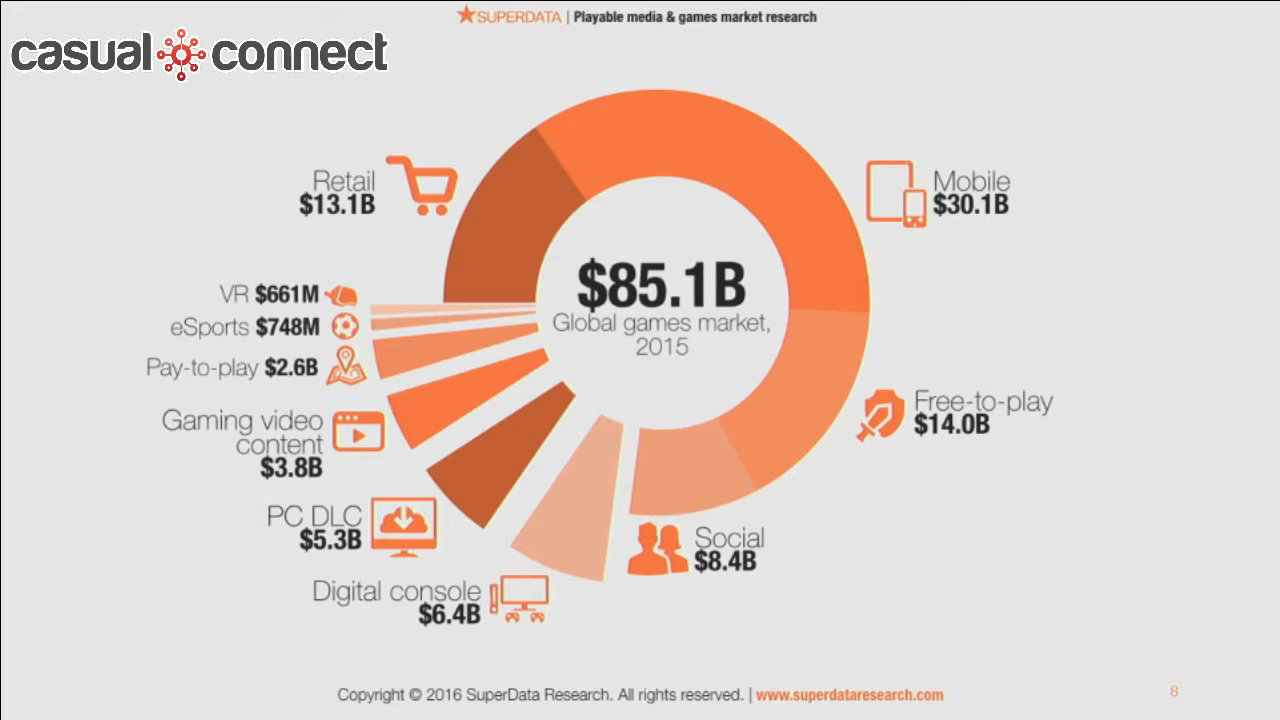 SUPERDATA | Playable media & games market research
casual connect
Retail
$13.1B
Mobile
$30.1B
$85.1B
Global games market,
2015
VR $661M
eSports $748M
Pay-to-play $2.6B
Gaming video
content
$3.8B
Free-to-play
$14.0B
PC DLC
$5.3B
Social
$8.4B
Digital console
$6.4B
Copyright © 2016 SuperData Research. All rights reserved. | www.superdataresearch.com
8